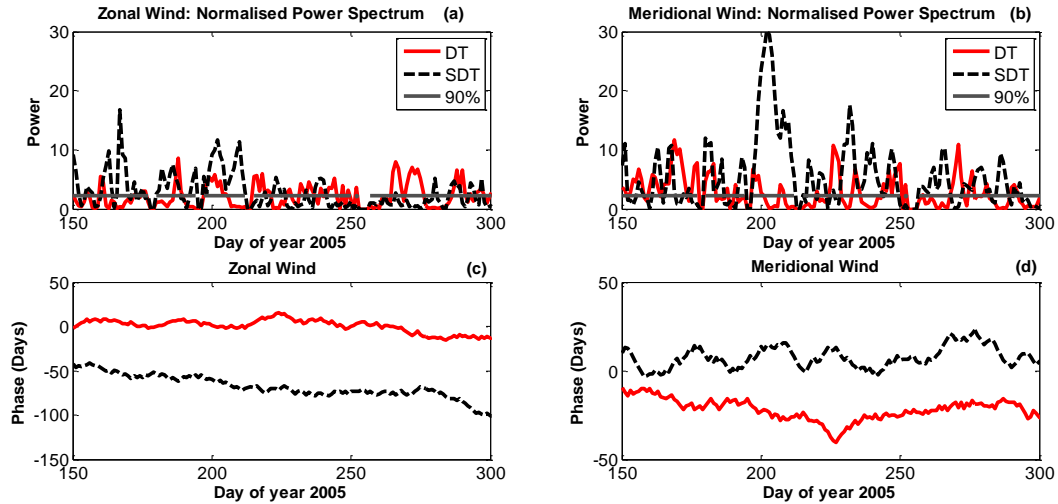 Zonal Wind: Normalised Power Spectrum (a)
30
20
10
0
Power
DT
SDT
90%
150 200 250 300
Day of year 2005
Meridional Wind: Normalised Power Spectrum (b)
30
20
10
0
Power
DT
SDT
90%
150 200 250 300
Day of year 2005
Zonal Wind (c)
50
0
-50
-100
-150
Phase (Days)
150 200 250 300
Day of year 2005
Meridional Wind (d)
50
0
-50
Phase (Days)
150 200 250 300
Day of year 2005